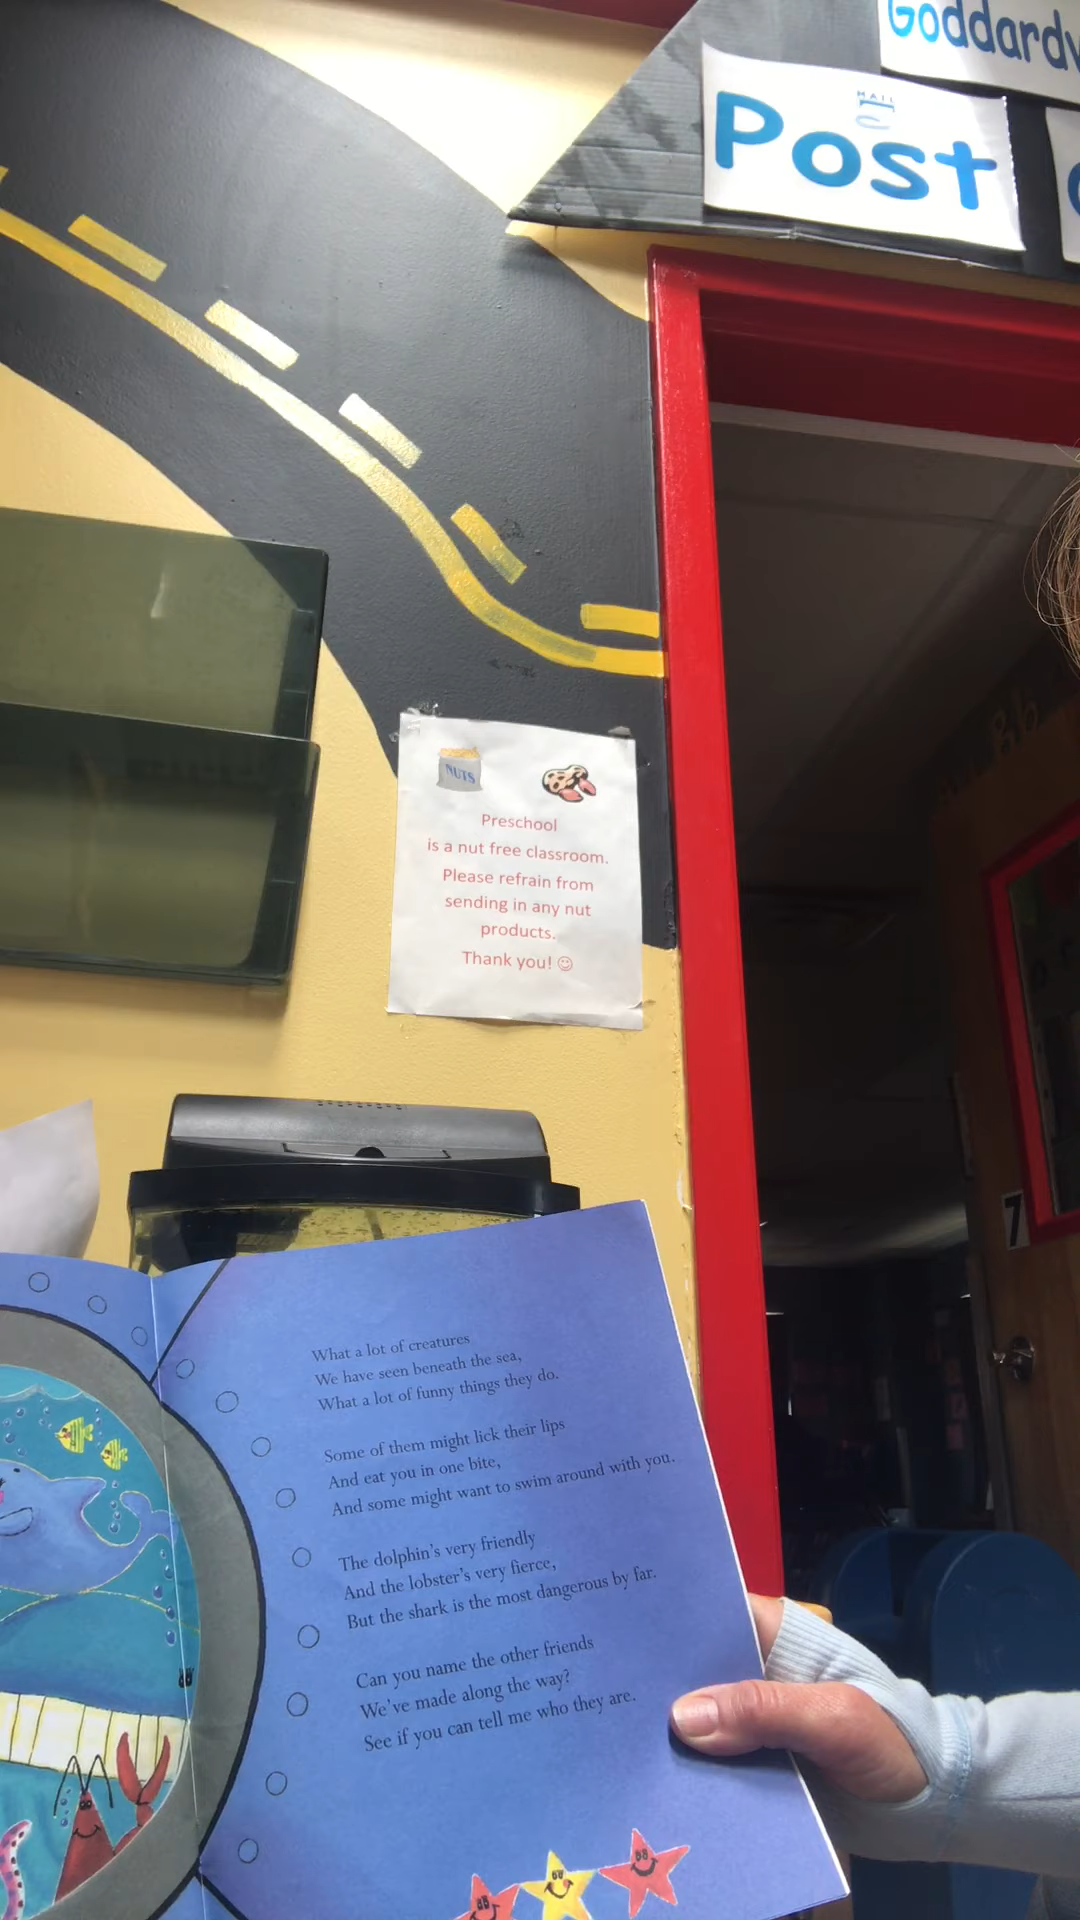 Goddardv
MAIL
Post
NUTS
Preschool
is a nut free classroom.
Please refrain from
sending in any nut
products.
Thank you! ☺
7
What a lot of creatures
We have seen beneath the sea,
What a lot of funny things they do.
Some of them might lick their lips
And eat you in one bite,
And some might want to swim around with you.
The dolphin's very friendly
And the lobster's very fierce,
But the shark is the most dangerous by far.
Can you name the other friends
We've made along the way?
See if you can tell me who they are.